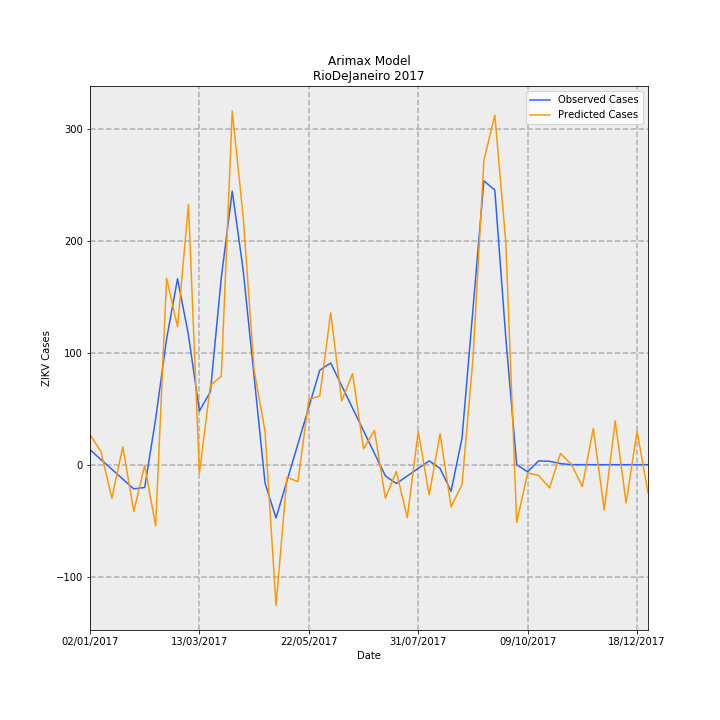 Arimax Model
RioDeJaneiro 2017
Observed Cases
Predicted Cases
ZIKV Cases
300
200
100
0
−100
02/01/2017 13/03/2017 22/05/2017 31/07/2017 09/10/2017 18/12/2017
Date